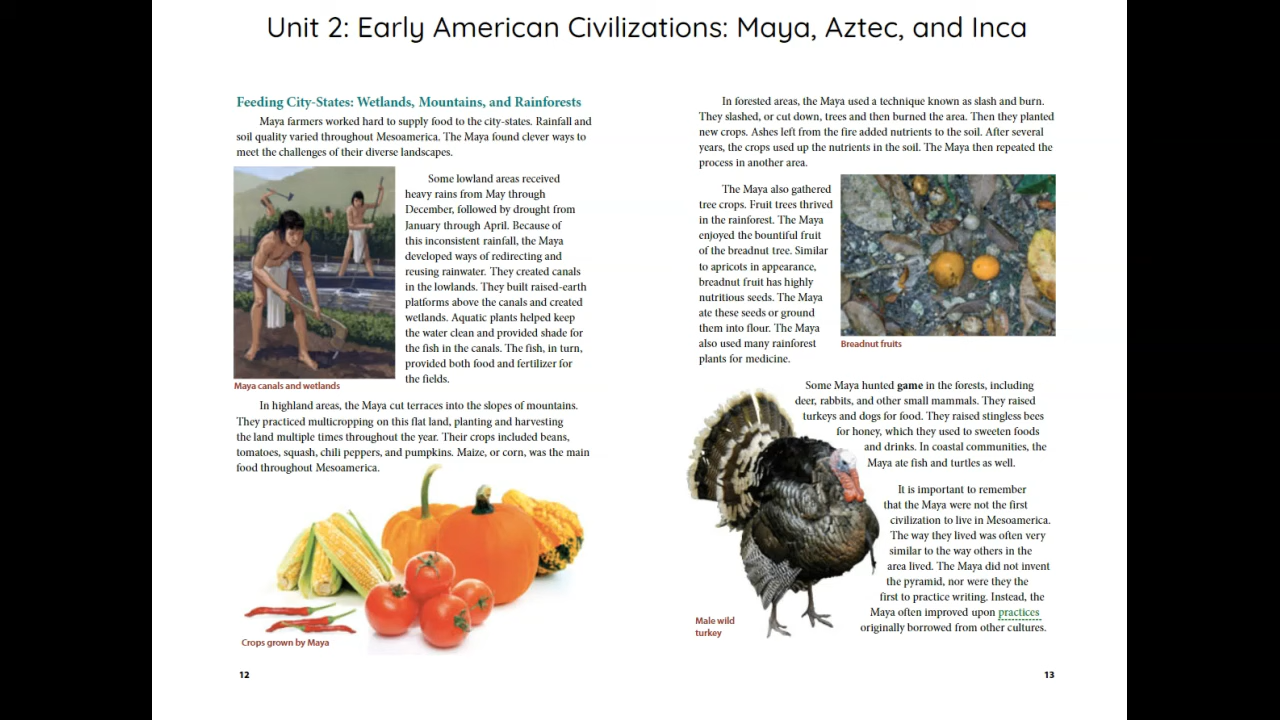 Unit 2: Early American Civilizations: Maya, Aztec, and Inca
Feeding City-States: Wetlands, Mountains, and Rainforests
Maya farmers worked hard to supply food to the city-states. Rainfall and
soil quality varied throughout Mesoamerica. The Maya found clever ways to
meet the challenges of their diverse landscapes.
Some lowland areas received
heavy rains from May through
December, followed by drought from
January through April. Because of
this inconsistent rainfall, the Maya
developed ways of redirecting and
reusing rainwater. They created canals
in the lowlands. They built raised-earth
platforms above the canals and created
wetlands. Aquatic plants helped keep
the water clean and provided shade for
the fish in the canals. The fish, in turn,
provided both food and fertilizer for
the fields.
Maya canals and wetlands
In highland areas, the Maya cut terraces into the slopes of mountains.
They practiced multicropping on this flat land, planting and harvesting
the land multiple times throughout the year. Their crops included beans,
tomatoes, squash, chili peppers, and pumpkins. Maize, or corn, was the main
food throughout Mesoamerica.
Crops grown by Maya
12
In forested areas, the Maya used a technique known as slash and burn.
They slashed, or cut down, trees and then burned the area. Then they planted
new crops. Ashes left from the fire added nutrients to the soil. After several
years, the crops used up the nutrients in the soil. The Maya then repeated the
process in another area.
The Maya also gathered
tree crops. Fruit trees thrived
in the rainforest. The Maya
enjoyed the bountiful fruit
of the breadnut tree. Similar
to apricots in appearance,
breadnut fruit has highly
nutritious seeds. The Maya
ate these seeds or ground
them into flour. The Maya
also used many rainforest
plants for medicine.
Breadnut fruits
Some Maya hunted game in the forests, including
deer, rabbits, and other small mammals. They raised
turkeys and dogs for food. They raised stingless bees
for honey, which they used to sweeten foods
and drinks. In coastal communities, the
Maya ate fish and turtles as well.
It is important to remember
that the Maya were not the first
civilization to live in Mesoamerica.
The way they lived was often very
similar to the way others in the
area lived. The Maya did not invent
the pyramid, nor were they the
first to practice writing. Instead, the
Maya often improved upon practices
originally borrowed from other cultures.
Male wild
turkey
13